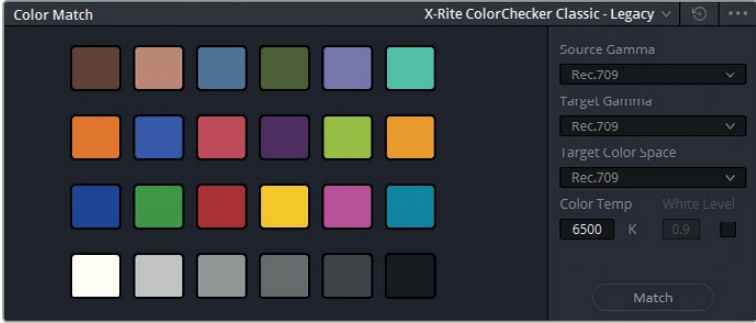 Color Match
X-Rite ColorChecker Classic - Legacy
Source Gamma
Rec.709
Target Gamma
Rec.709
Target Color Space
Rec.709
Color Temp White Level
6500 K 0.9
Match